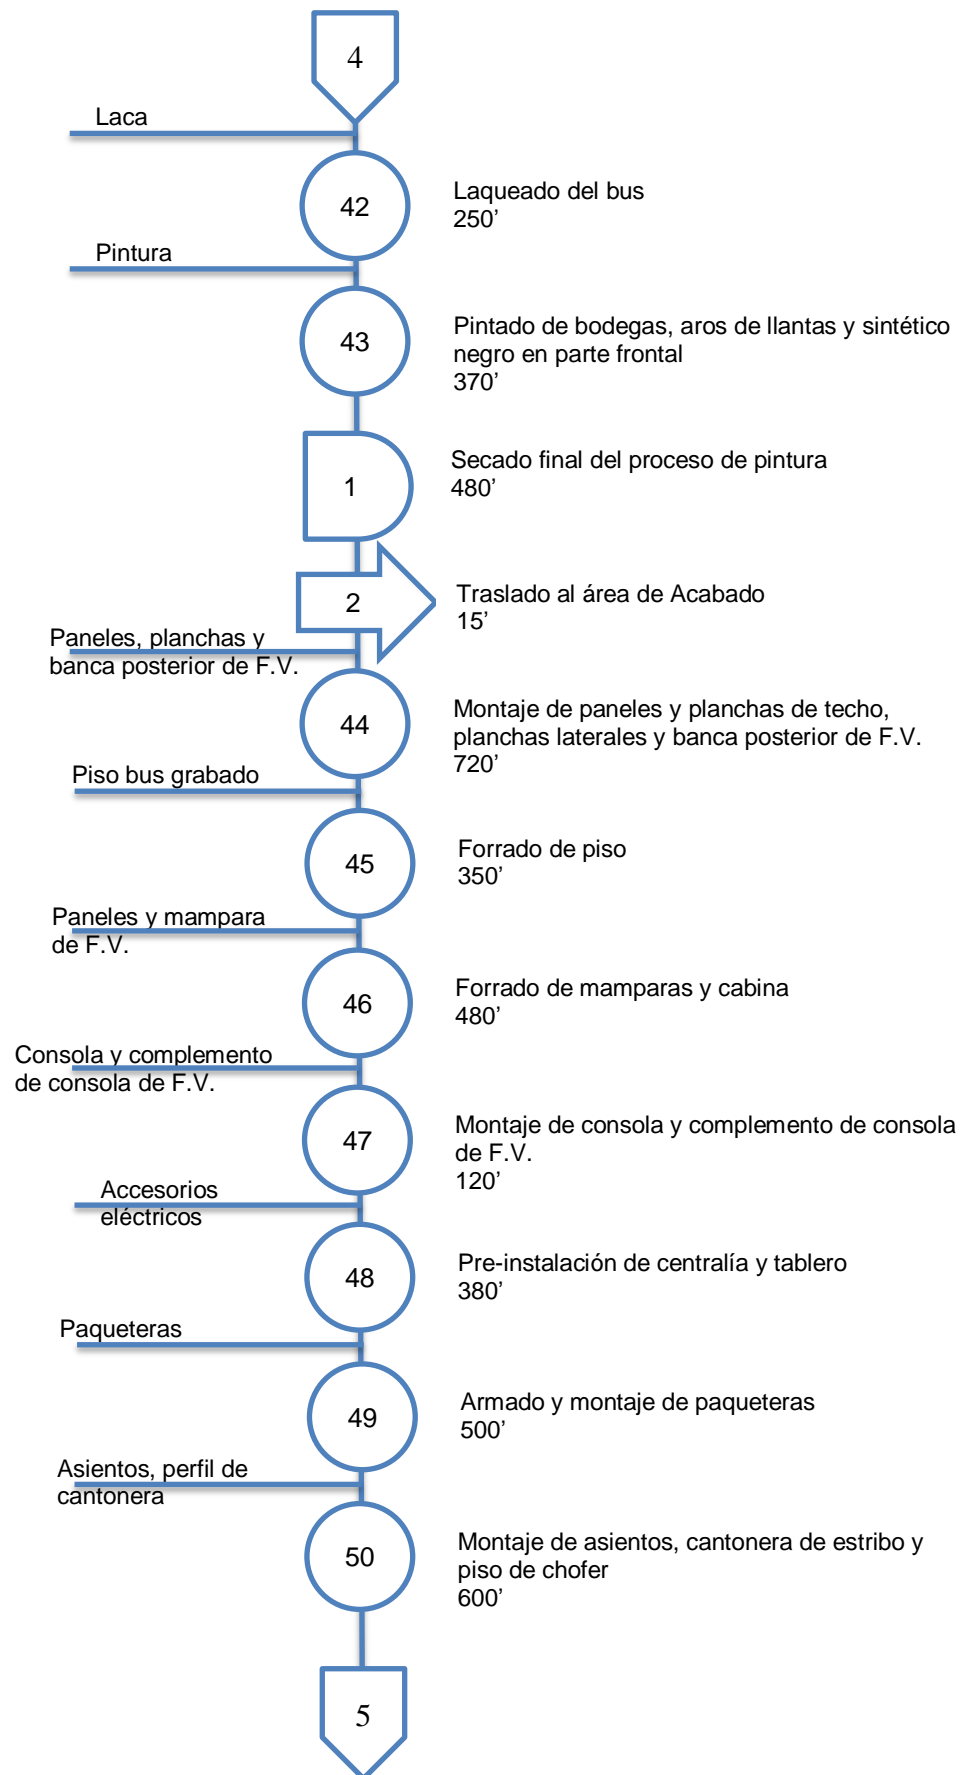 4
Laca
42
Laqueado del bus
250’
Pintura
43
Pintado de bodegas, aros de llantas y sintético
negro en parte frontal
370’
1
Secado final del proceso de pintura
480’
2
Traslado al área de Acabado
15’
Paneles, planchas y
banca posterior de F.V.
44
Montaje de paneles y planchas de techo,
planchas laterales y banca posterior de F.V.
720’
Piso bus grabado
45
Forrado de piso
350’
Paneles y mampara
de F.V.
46
Forrado de mamparas y cabina
480’
Consola y complemento
de consola de F.V.
47
Montaje de consola y complemento de consola
de F.V.
120’
Accesorios
eléctricos
48
Pre-instalación de centralía y tablero
380’
Paqueteras
49
Armado y montaje de paqueteras
500’
Asientos, perfil de
cantonera
50
Montaje de asientos, cantonera de estribo y
piso de chofer
600’
5